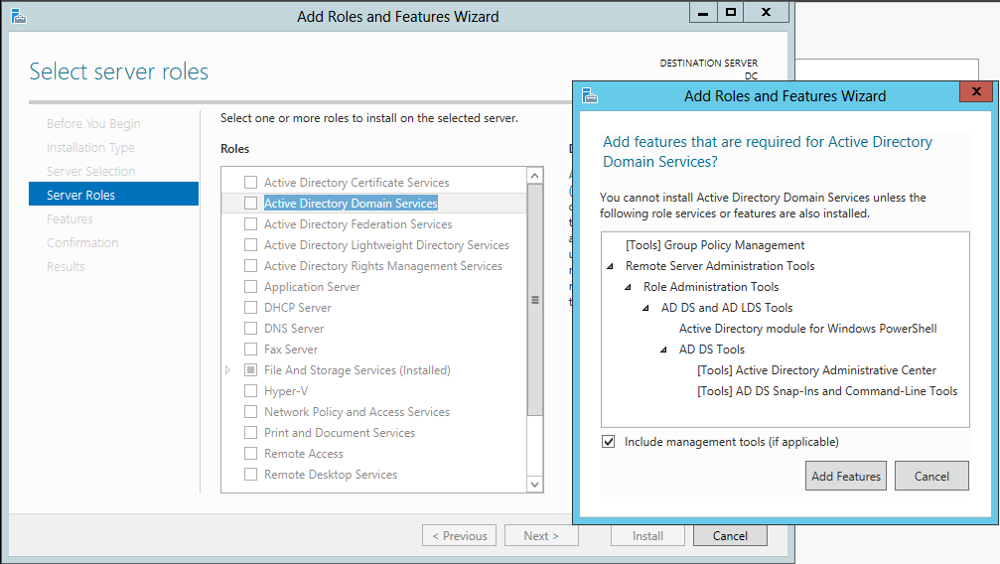 Add Roles and Features Wizard
Select server roles
DESTINATION SERVER
DC
Before You Begin
Installation Type
Server Selection
Server Roles
Features
Confirmation
Results
Select one or more roles to install on the selected server.
Roles
Active Directory Certificate Services
Active Directory Domain Services
Active Directory Federation Services
Active Directory Lightweight Directory Services
Active Directory Rights Management Services
Application Server
DHCP Server
DNS Server
Fax Server
File And Storage Services (Installed)
Hyper-V
Network Policy and Access Services
Print and Document Services
Remote Access
Remote Desktop Services
< Previous
Next >
Install
Cancel
Add Roles and Features Wizard
Add features that are required for Active Directory
Domain Services?
You cannot install Active Directory Domain Services unless the
following role services or features are also installed.
[Tools] Group Policy Management
Remote Server Administration Tools
Role Administration Tools
AD DS and AD LDS Tools
Active Directory module for Windows PowerShell
AD DS Tools
[Tools] Active Directory Administrative Center
[Tools] AD DS Snap-Ins and Command-Line Tools
Include management tools (if applicable)
Add Features
Cancel